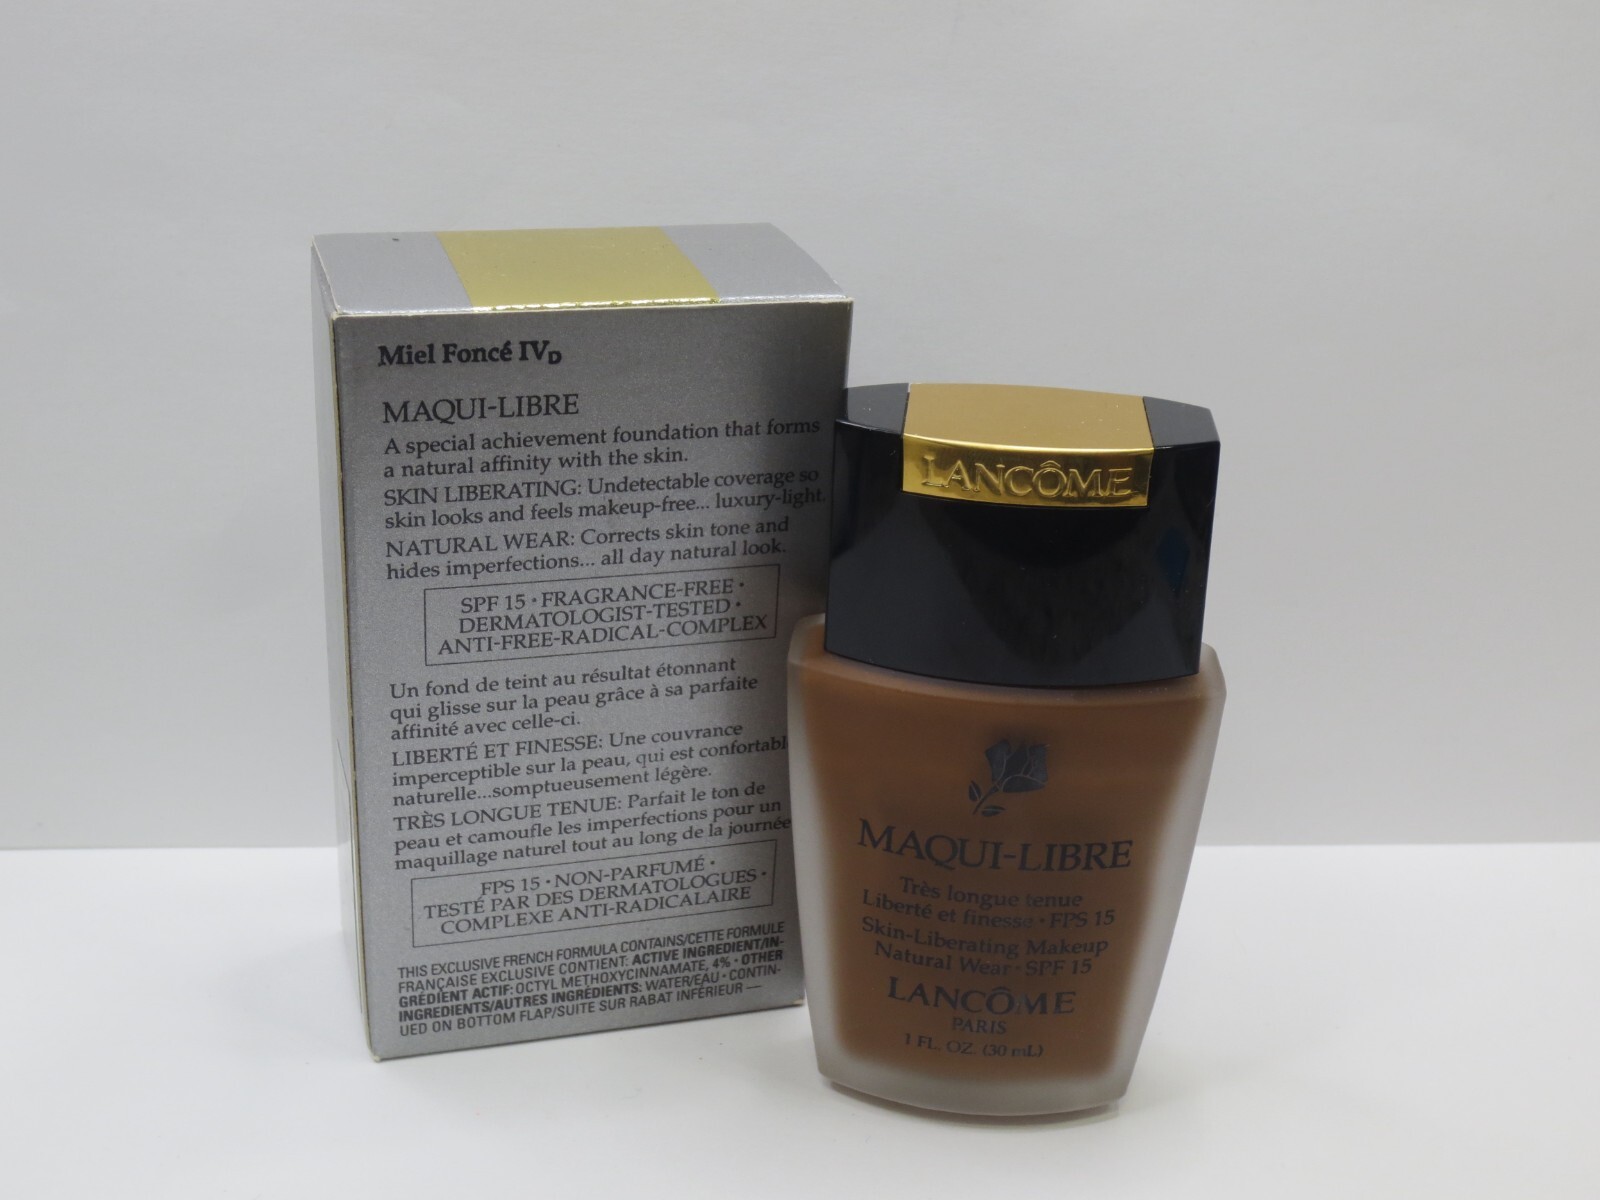 Miel Foncé IVD
MAQUI-LIBRE
A special achievement foundation that forms
a natural affinity with the skin.
SKIN LIBERATING: Undetectable coverage so
skin looks and feels makeup-free... luxury-light.
NATURAL WEAR: Corrects skin tone and
hides imperfections... all day natural look.
SPF 15 • FRAGRANCE-FREE •
DERMATOLOGIST-TESTED •
ANTI-FREE-RADICAL-COMPLEX
Un fond de teint au résultat étonnant
qui glisse sur la peau grâce à sa parfaite
affinité avec celle-ci.
LIBERTÉ ET FINESSE: Une couvrance
imperceptible sur la peau, qui est confortabl
naturelle...somptueusement légère.
TRÈS LONGUE TENUE: Parfait le ton de
peau et camoufle les imperfections pour un
maquillage naturel tout au long de la journée
FPS 15 • NON-PARFUMÉ •
TESTÉ PAR DES DERMATOLOGUES •
COMPLEXE ANTI-RADICALAIRE
THIS EXCLUSIVE FRENCH FORMULA CONTAINS/CETTE FORMULE
FRANÇAISE EXCLUSIVE CONTIENT: ACTIVE INGREDIENT/IN-
GRÉDIENT ACTIF: OCTYL METHOXYCINNAMATE, 4% • OTHER
INGREDIENTS/AUTRES INGRÉDIENTS: WATER/EAU • CONTIN-
UED ON BOTTOM FLAP/SUITE SUR RABAT INFÉRIEUR —
LANCÔME
MAQUI-LIBRE
Très longue tenue
Liberté et finesse • FPS 15
Skin-Liberating Makeup
Natural Wear • SPF 15
LANCÔME
PARIS
1 FL. OZ. (30 mL)